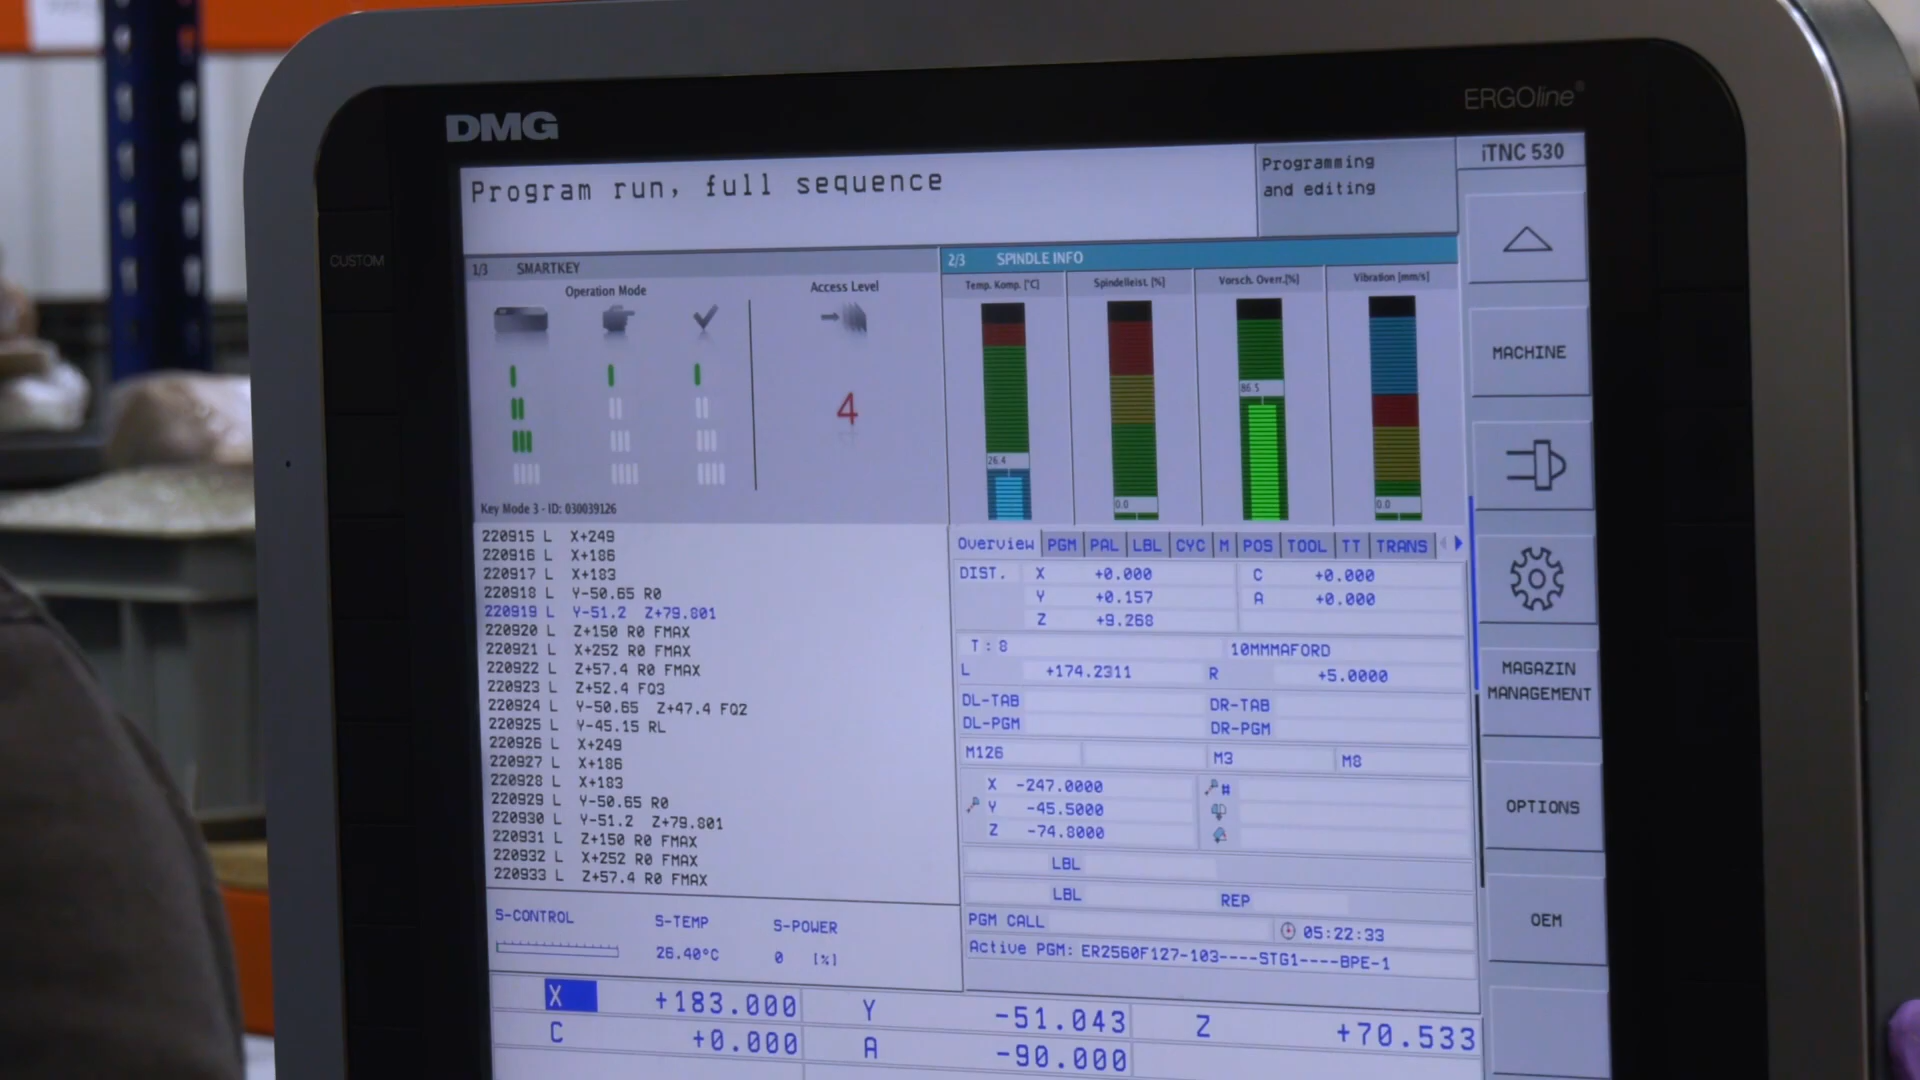 DMG
ERGOline®
CUSTOM
Program run, full sequence
Programming
and editing
iTNC 530
1/3 SMARTKEY
Operation Mode
Access Level
4
Key Mode 3 - ID: 030039126
2/3 SPINDLE INFO
Temp. Komp. [°C]
Spindelleist. [%]
Vorsch. Overr.[%]
Vibration [mm/s]
26.4
0.0
86.5
0.0
MACHINE
MAGAZIN
MANAGEMENT
OPTIONS
OEM
220915 L X+249
220916 L X+186
220917 L X+183
220918 L Y-50.65 R0
220919 L Y-51.2 Z+79.801
220920 L Z+150 R0 FMAX
220921 L X+252 R0 FMAX
220922 L Z+57.4 R0 FMAX
220923 L Z+52.4 FQ3
220924 L Y-50.65 Z+47.4 FQ2
220925 L Y-45.15 RL
220926 L X+249
220927 L X+186
220928 L X+183
220929 L Y-50.65 R0
220930 L Y-51.2 Z+79.801
220931 L Z+150 R0 FMAX
220932 L X+252 R0 FMAX
220933 L Z+57.4 R0 FMAX
Overview PGM PAL LBL CYC M POS TOOL TT TRANS
DIST. X +0.000 C +0.000
Y +0.157 A +0.000
Z +9.268
T : 8 10MMMAFORD
L +174.2311 R +5.0000
DL-TAB DR-TAB
DL-PGM DR-PGM
M126 M3 M8
X -247.0000 #
Y -45.5000
Z -74.8000
LBL
LBL REP
PGM CALL 05:22:33
Active PGM: ER2560F127-103----STG1----BPE-1
S-CONTROL S-TEMP S-POWER
26.40°C 0 [%]
X +183.000 Y -51.043 Z +70.533
C +0.000 A -90.000